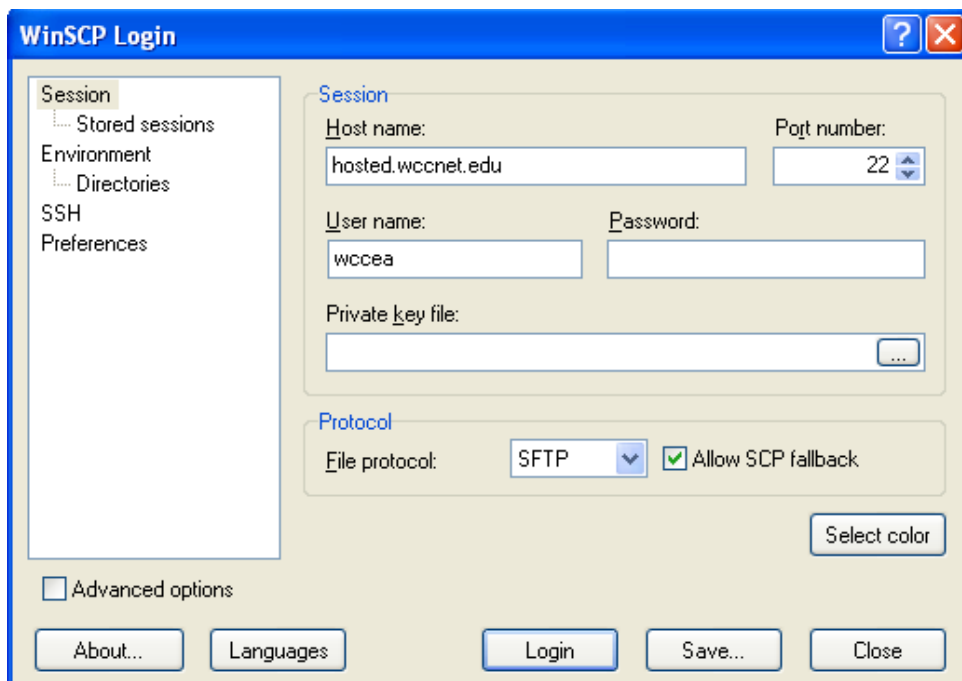 WinSCP Login
Session
Stored sessions
Environment
Directories
SSH
Preferences
Session
Host name:
Port number:
hosted.wccnet.edu
22
User name:
Password:
wccea
Private key file:
...
Protocol
File protocol:
SFTP
Allow SCP fallback
Select color
Advanced options
About...
Languages
Login
Save...
Close